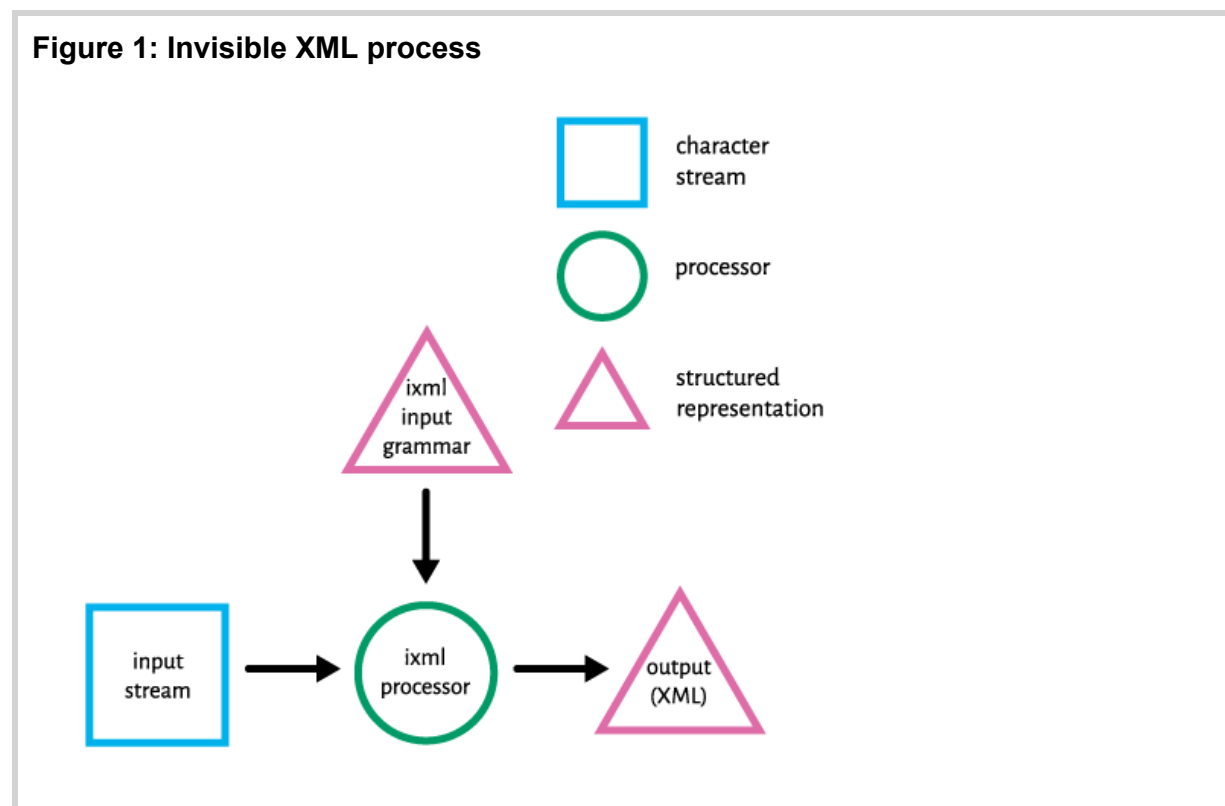 Figure 1: Invisible XML process
character
stream
processor
structured
representation
ixml
input
grammar
input
stream
ixml
processor
output
(XML)